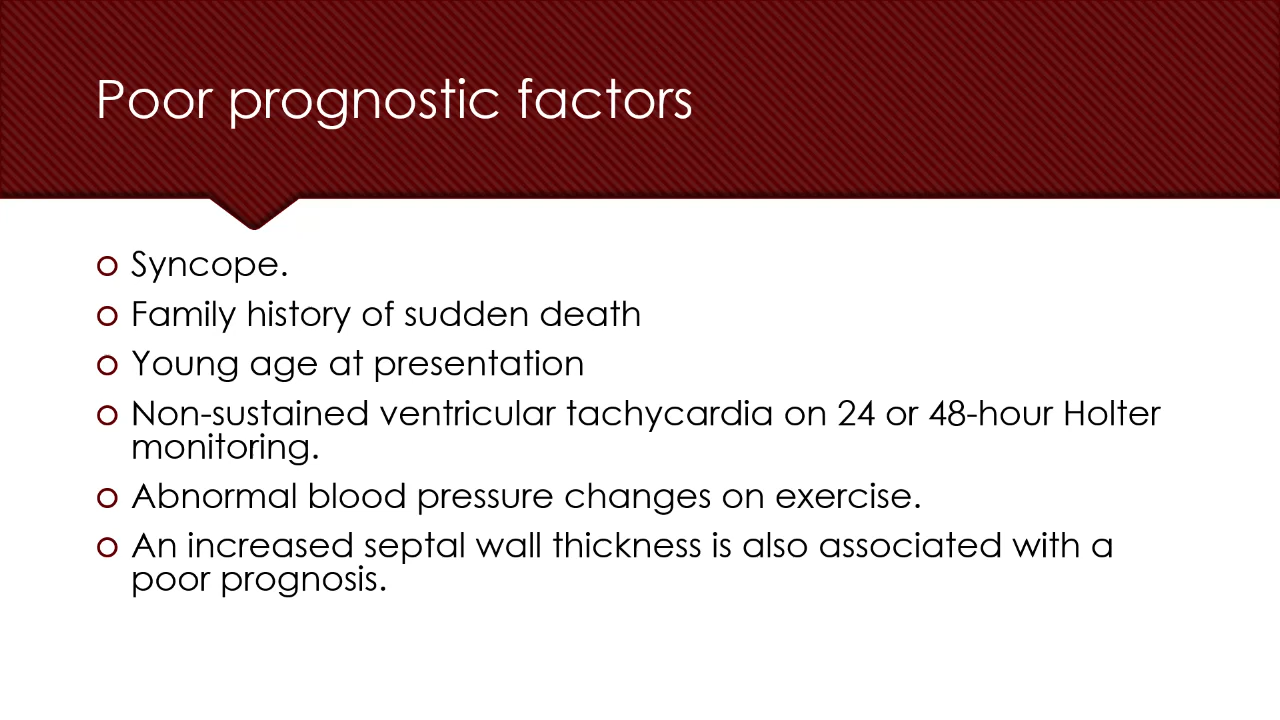 Poor prognostic factors
Syncope.
Family history of sudden death
Young age at presentation
Non-sustained ventricular tachycardia on 24 or 48-hour Holter
monitoring.
Abnormal blood pressure changes on exercise.
An increased septal wall thickness is also associated with a
poor prognosis.